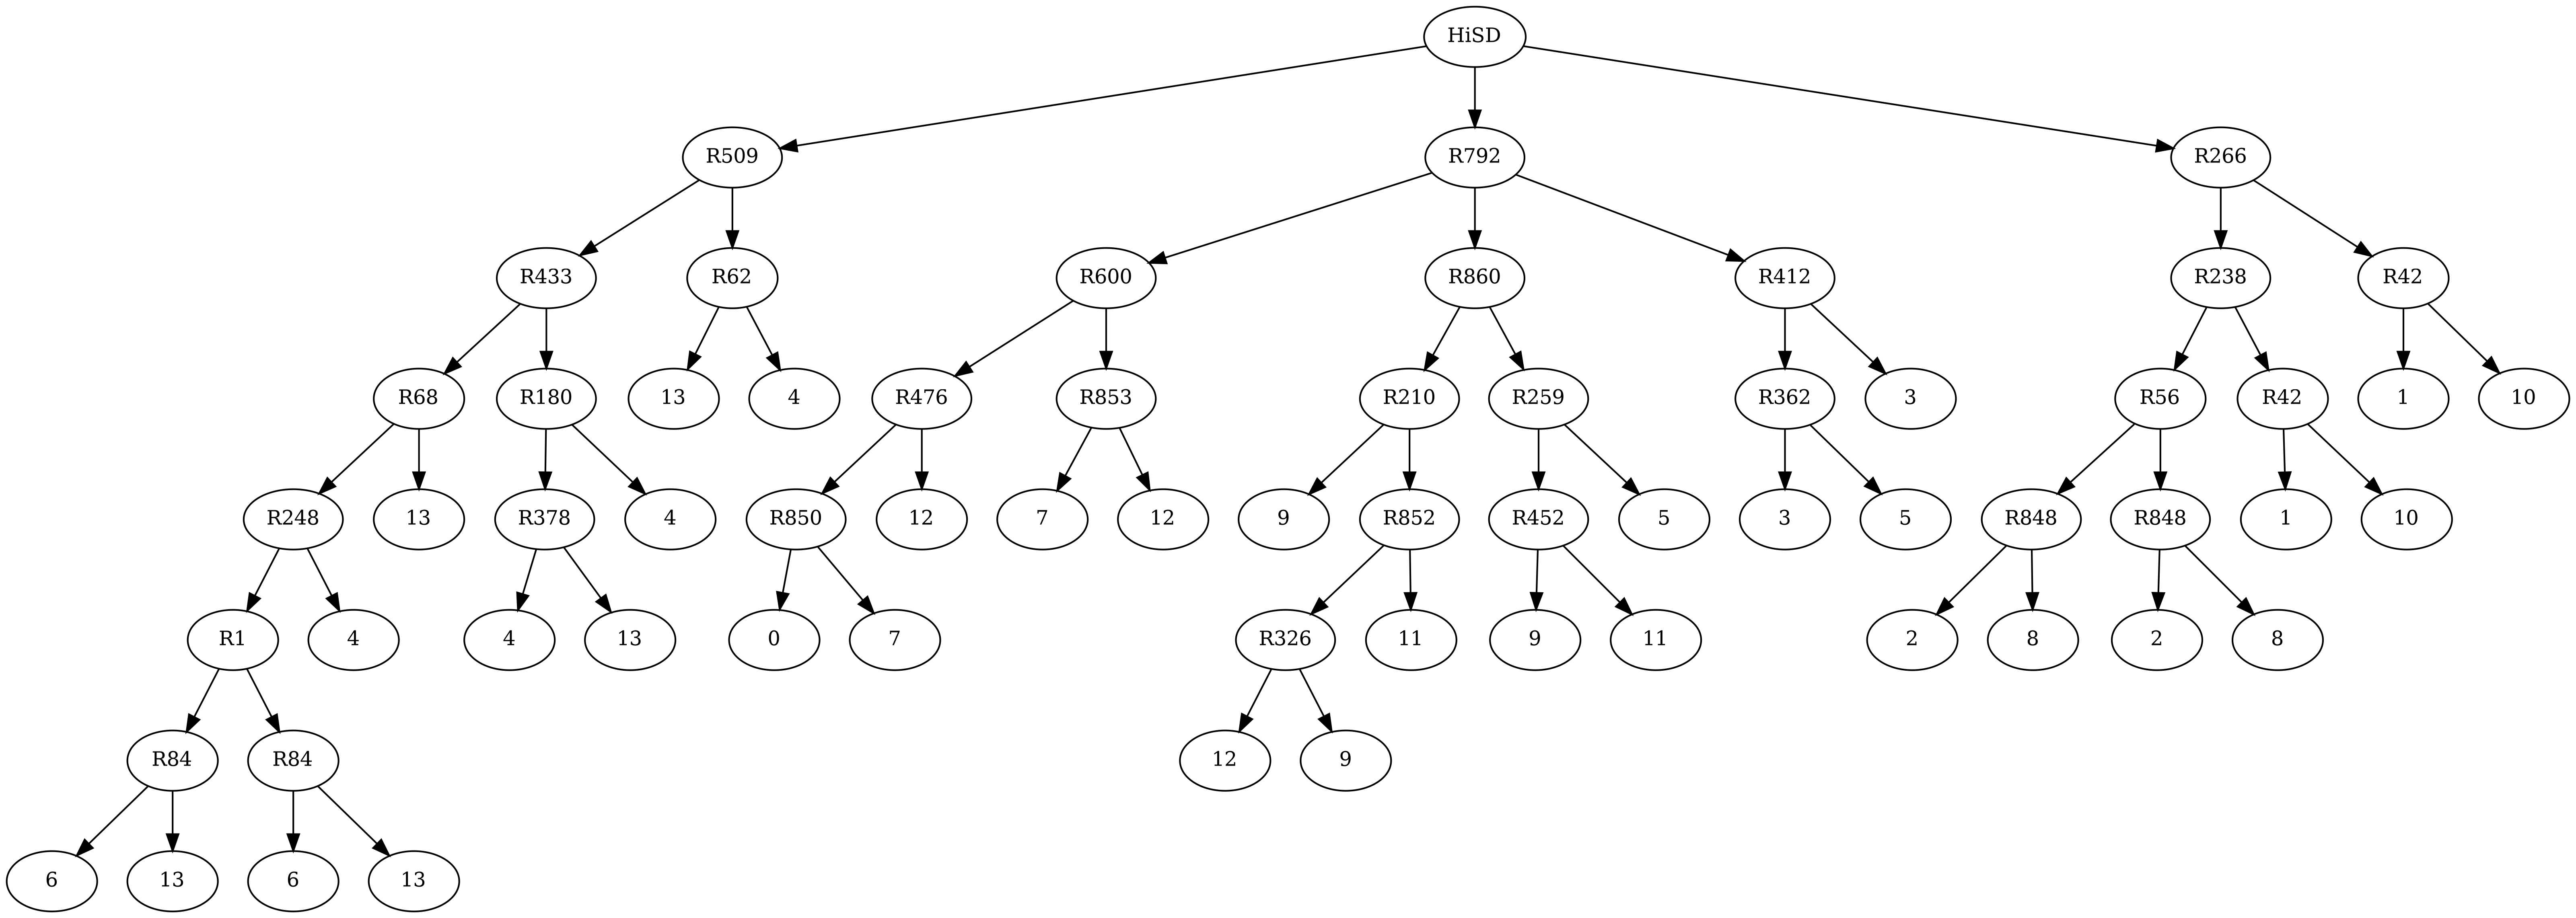 HiSD
R509 R792 R266
R433 R62 R600 R860 R412 R238 R42
R68 R180 13 4 R476 R853 R210 R259 R362 3 R56 R42 1 10
R248 13 R378 4 R850 12 7 12 9 R852 R452 5 3 5 R848 R848 1 10
R1 4 4 13 0 7 R326 11 9 11 2 8 2 8
R84 R84 12 9
6 13 6 13